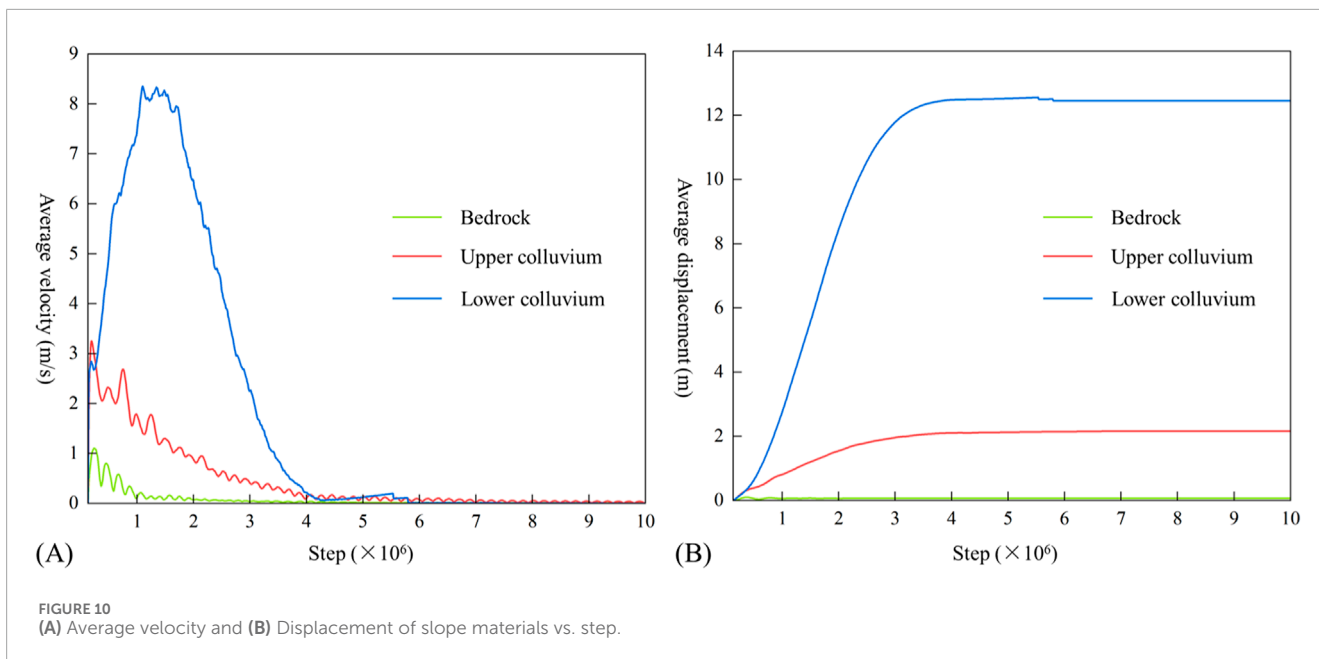 9
8
7
6
5
4
3
2
1
0
Average velocity (m/s)
Bedrock
Upper colluvium
Lower colluvium
1 2 3 4 5 6 7 8 9 10
Step (×10⁶)
(A)
14
12
10
8
6
4
2
0
Average displacement (m)
Bedrock
Upper colluvium
Lower colluvium
1 2 3 4 5 6 7 8 9 10
Step (×10⁶)
(B)
FIGURE 10
(A) Average velocity and (B) Displacement of slope materials vs. step.